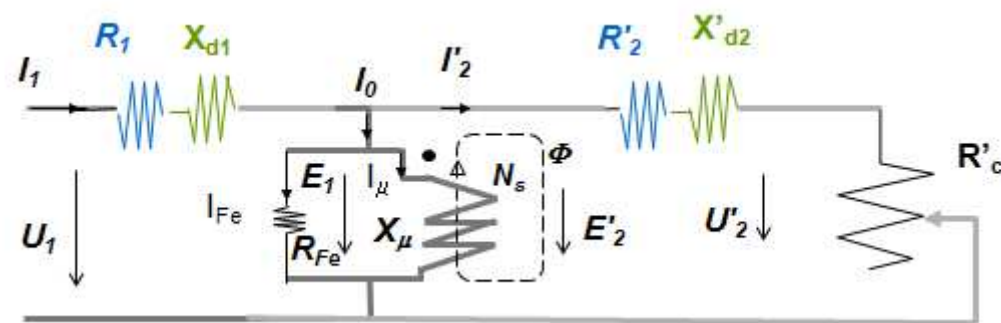 R1 Xd1 R'2 X'd2
I1 I0 I'2
R'c
E1 Iμ Ns Φ
IFe
U1 RFe Xμ E'2 U'2